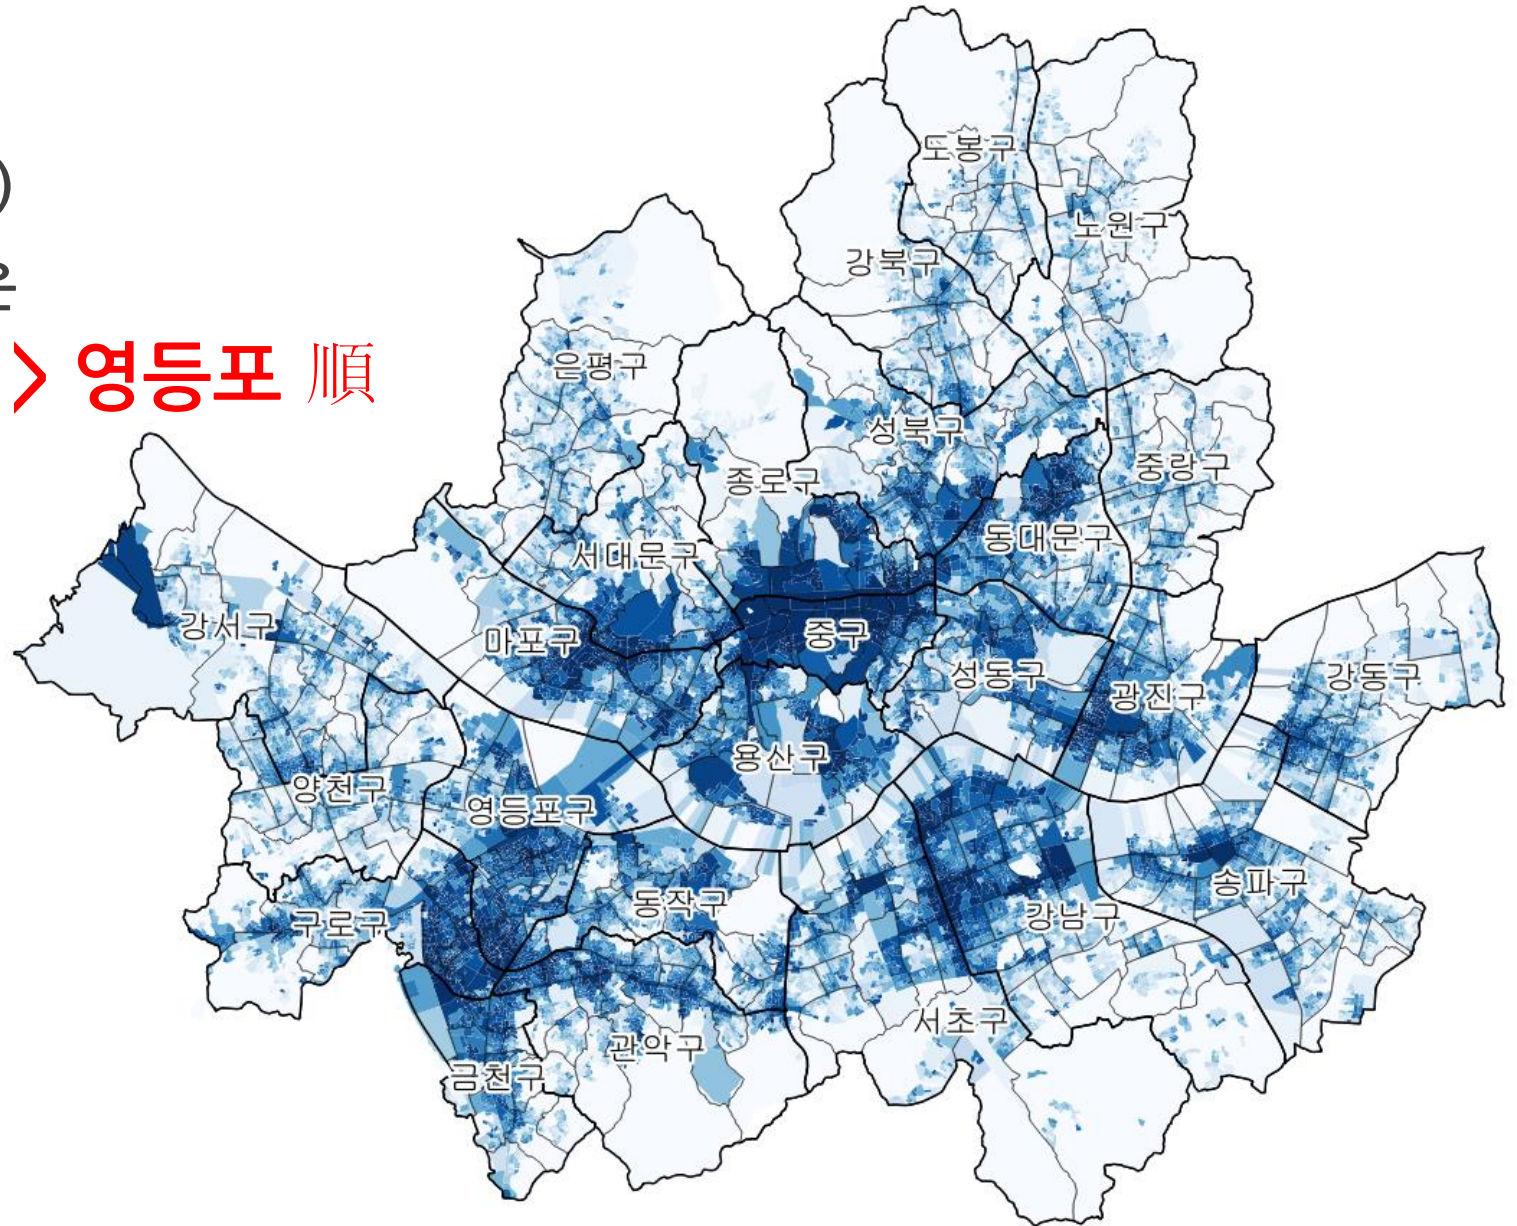 )
은
> 영등포 順
도봉구
노원구
강북구
은평구
성북구
중랑구
종로구
동대문구
서대문구
강서구
마포구
중구
성동구
강동구
광진구
용산구
양천구
영등포구
송파구
동작구
강남구
구로구
서초구
관악구
금천구